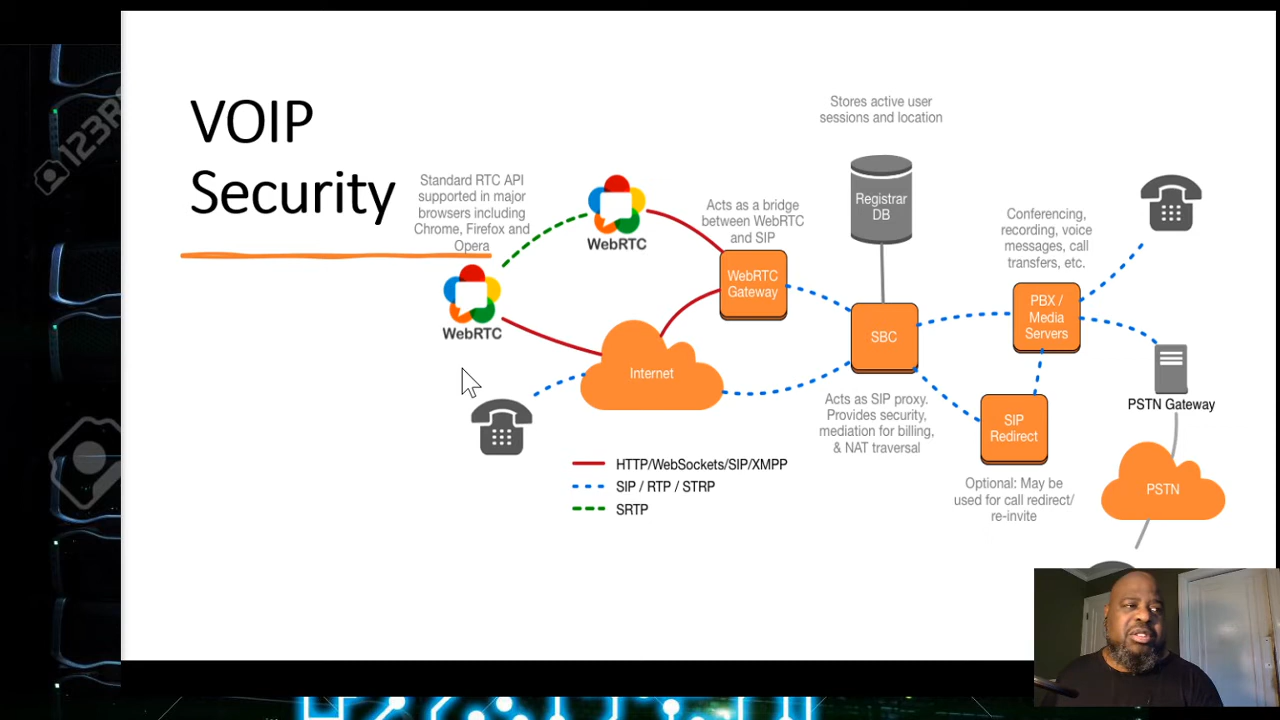 VOIP
Security
Standard RTC API
supported in major
browsers including
Chrome, Firefox and
Opera
WebRTC
WebRTC
Acts as a bridge
between WebRTC
and SIP
WebRTC
Gateway
Internet
Stores active user
sessions and location
Registrar
DB
SBC
Acts as SIP proxy.
Provides security,
mediation for billing,
& NAT traversal
Conferencing,
recording, voice
messages, call
transfers, etc.
PBX /
Media
Servers
SIP
Redirect
Optional: May be
used for call redirect/
re-invite
PSTN Gateway
PSTN
HTTP/WebSockets/SIP/XMPP
SIP / RTP / STRP
SRTP